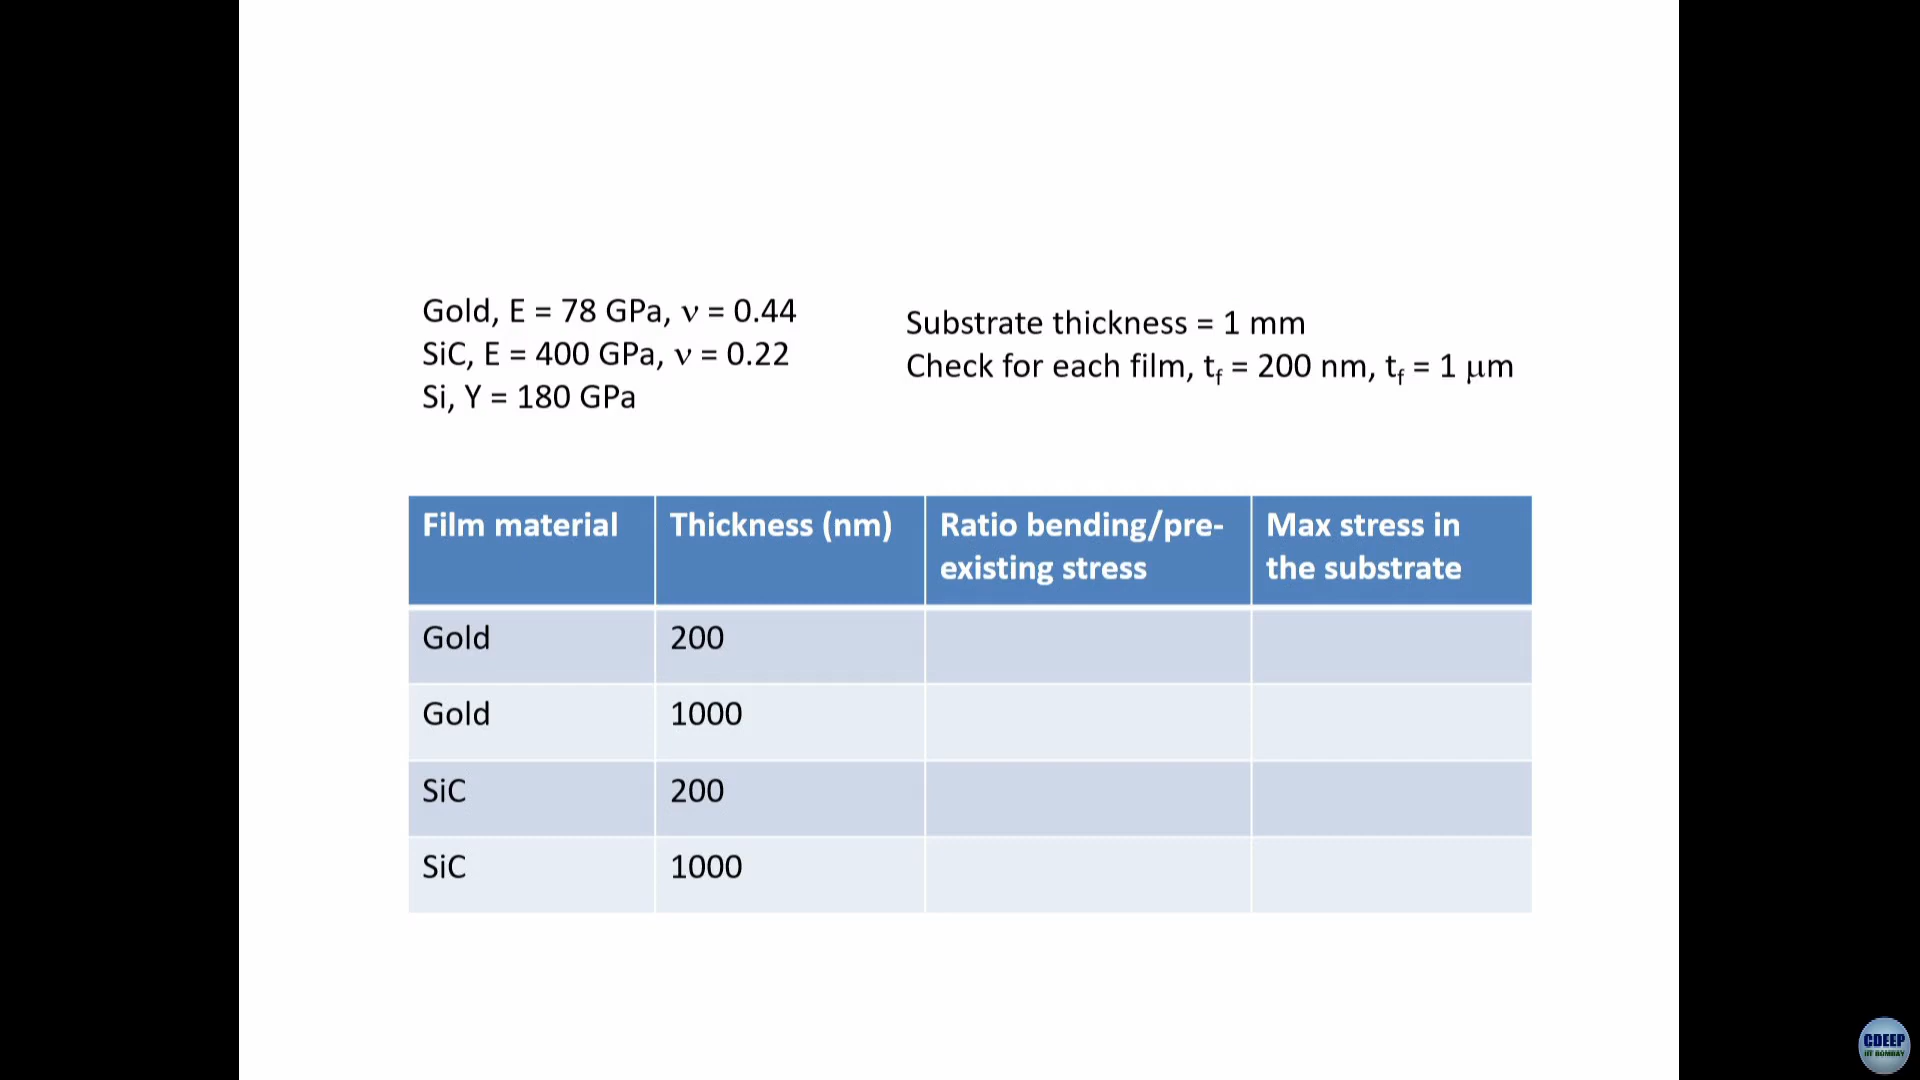 Gold, E = 78 GPa, ν = 0.44
SiC, E = 400 GPa, ν = 0.22
Si, Y = 180 GPa
Substrate thickness = 1 mm
Check for each film, tf = 200 nm, tf = 1 μm
Film material Thickness (nm) Ratio bending/pre-existing stress Max stress in the substrate
Gold 200
Gold 1000
SiC 200
SiC 1000
CDEEP
IIT BOMBAY